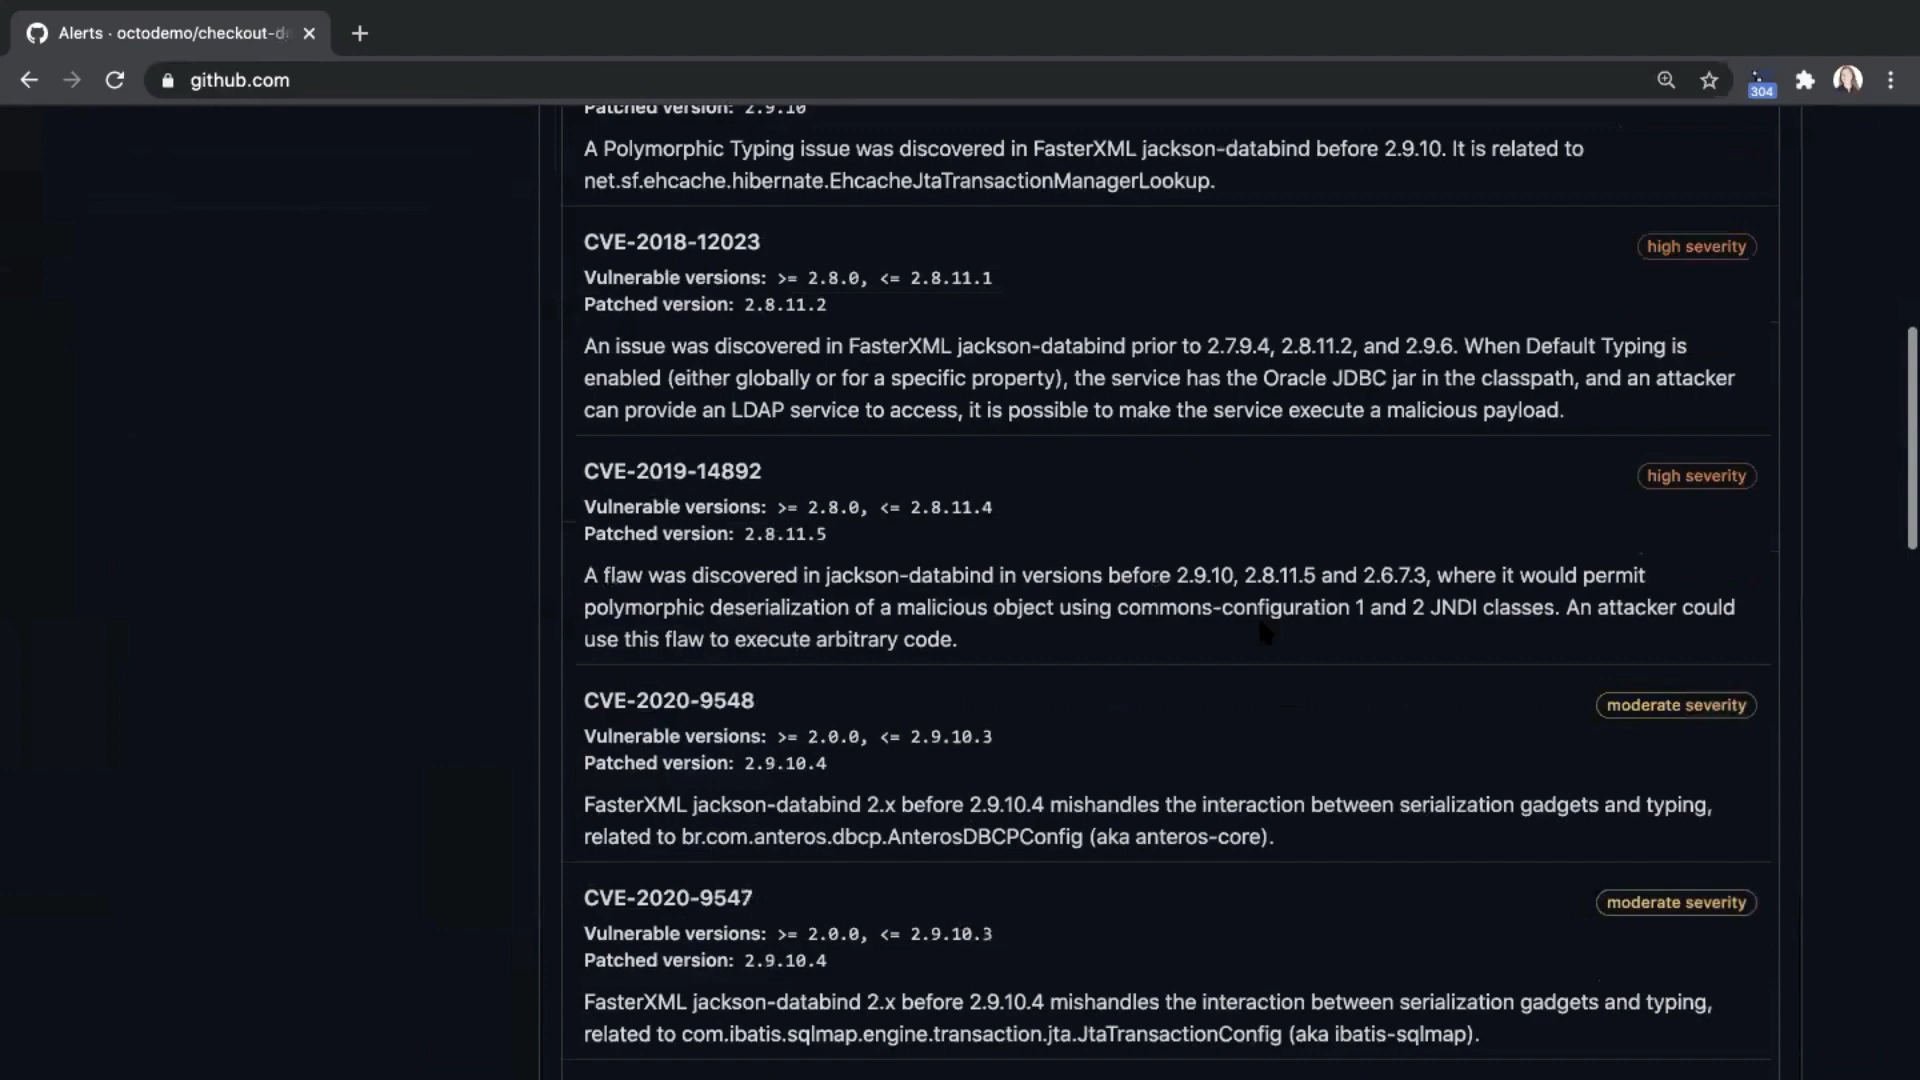 Alerts · octodemo/checkout-d
github.com
304
Patched version: 2.9.10
A Polymorphic Typing issue was discovered in FasterXML jackson-databind before 2.9.10. It is related to
net.sf.ehcache.hibernate.EhcacheJtaTransactionManagerLookup.
CVE-2018-12023
high severity
Vulnerable versions: >= 2.8.0, <= 2.8.11.1
Patched version: 2.8.11.2
An issue was discovered in FasterXML jackson-databind prior to 2.7.9.4, 2.8.11.2, and 2.9.6. When Default Typing is
enabled (either globally or for a specific property), the service has the Oracle JDBC jar in the classpath, and an attacker
can provide an LDAP service to access, it is possible to make the service execute a malicious payload.
CVE-2019-14892
high severity
Vulnerable versions: >= 2.8.0, <= 2.8.11.4
Patched version: 2.8.11.5
A flaw was discovered in jackson-databind in versions before 2.9.10, 2.8.11.5 and 2.6.7.3, where it would permit
polymorphic deserialization of a malicious object using commons-configuration 1 and 2 JNDI classes. An attacker could
use this flaw to execute arbitrary code.
CVE-2020-9548
moderate severity
Vulnerable versions: >= 2.0.0, <= 2.9.10.3
Patched version: 2.9.10.4
FasterXML jackson-databind 2.x before 2.9.10.4 mishandles the interaction between serialization gadgets and typing,
related to br.com.anteros.dbcp.AnterosDBCPConfig (aka anteros-core).
CVE-2020-9547
moderate severity
Vulnerable versions: >= 2.0.0, <= 2.9.10.3
Patched version: 2.9.10.4
FasterXML jackson-databind 2.x before 2.9.10.4 mishandles the interaction between serialization gadgets and typing,
related to com.ibatis.sqlmap.engine.transaction.jta.JtaTransactionConfig (aka ibatis-sqlmap).